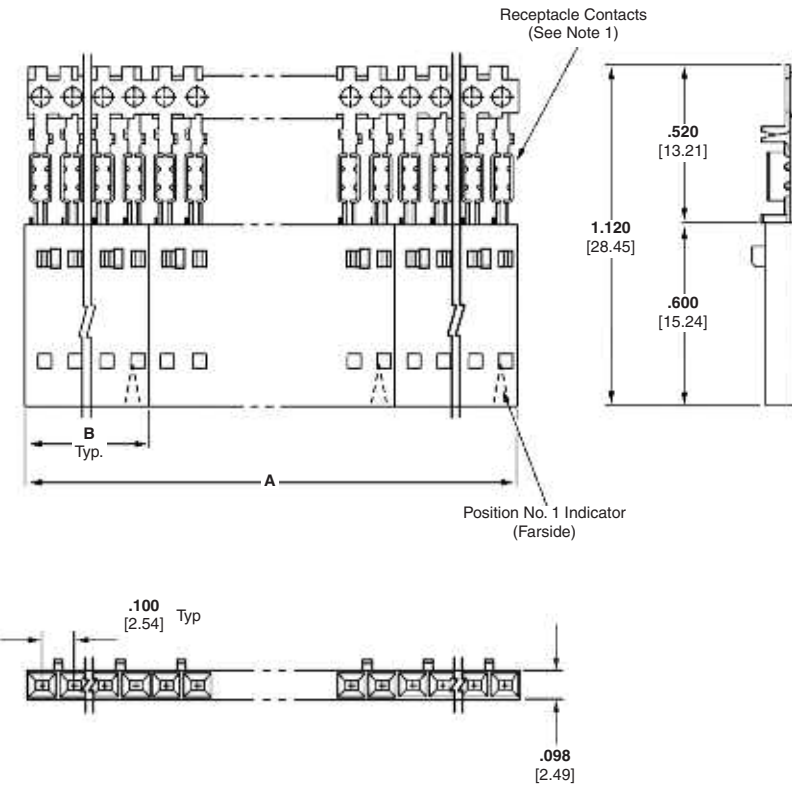 Receptacle Contacts
(See Note 1)
.520
[13.21]
1.120
[28.45]
.600
[15.24]
B
Typ.
A
Position No. 1 Indicator
(Farside)
.100
[2.54]
Typ
.098
[2.49]